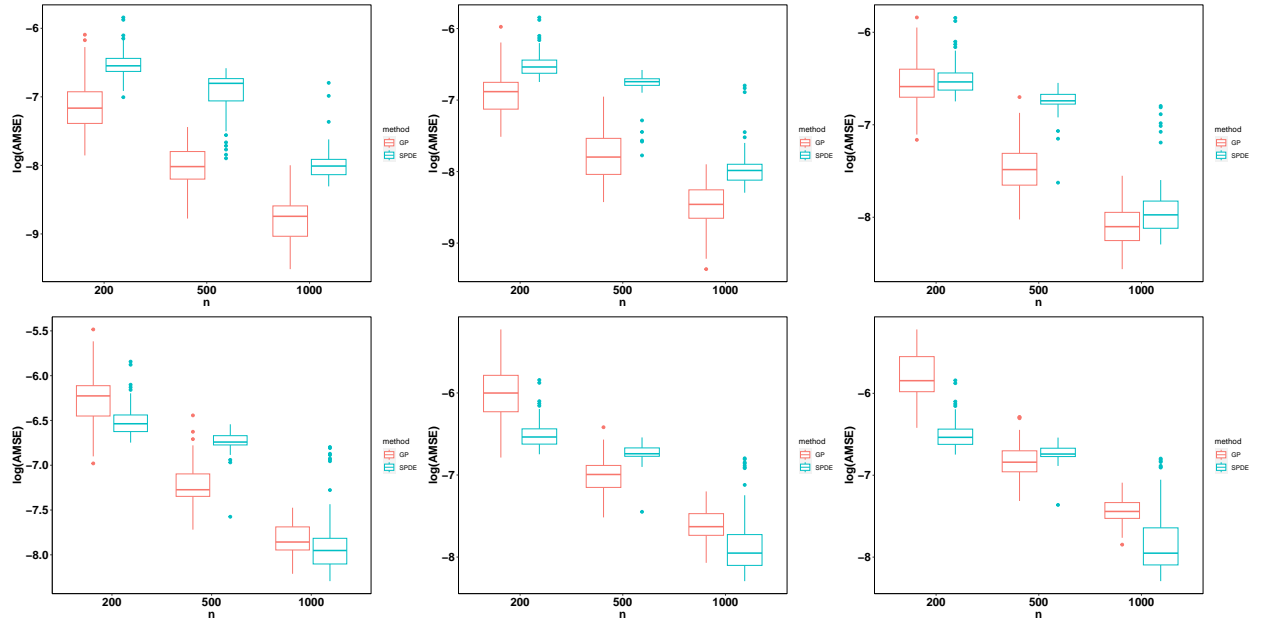 −6
−7
−8
−9
log(AMSE)
200
500
1000
n
method
GP
SPDE
−6
−7
−8
−9
log(AMSE)
200
500
1000
n
method
GP
SPDE
−6
−7
−8
log(AMSE)
200
500
1000
n
method
GP
SPDE
−5.5
−6.0
−6.5
−7.0
−7.5
−8.0
log(AMSE)
200
500
1000
n
method
GP
SPDE
−6
−7
−8
log(AMSE)
200
500
1000
n
method
GP
SPDE
−6
−7
−8
log(AMSE)
200
500
1000
n
method
GP
SPDE